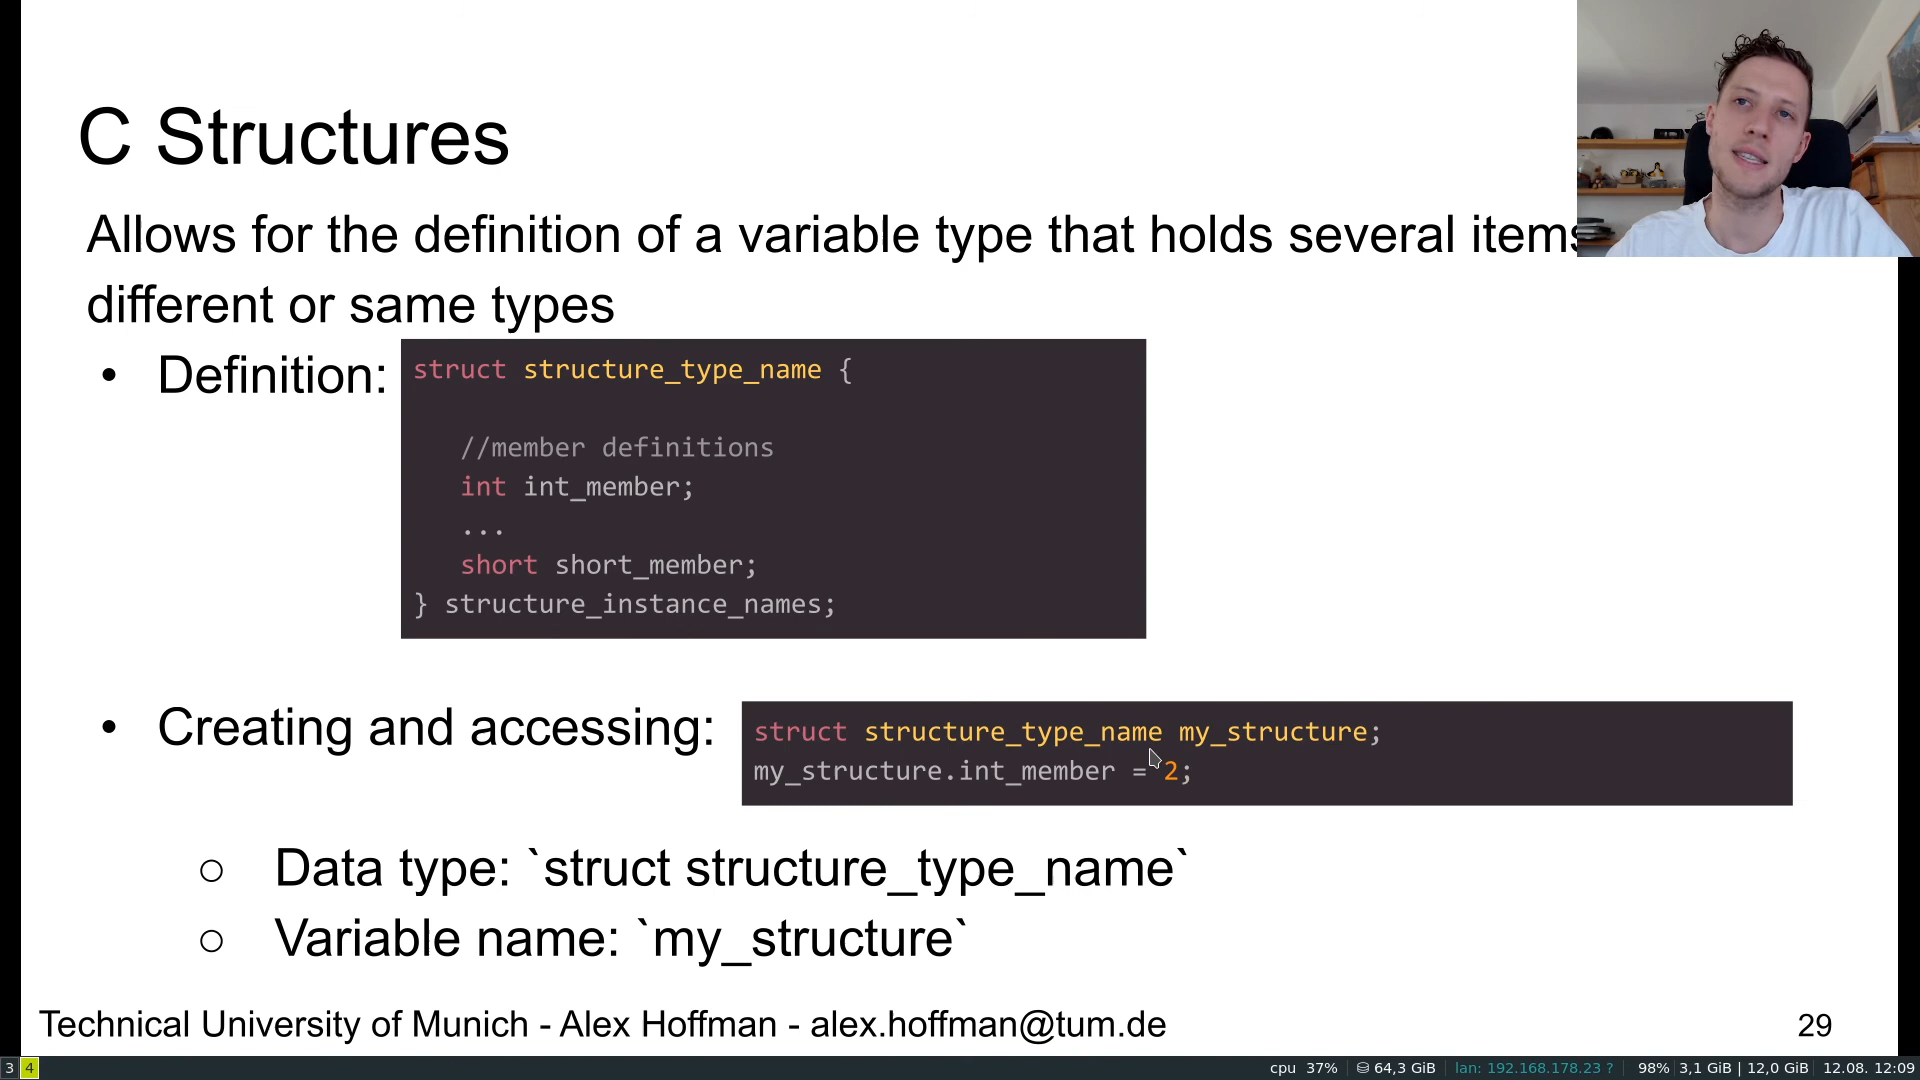 C Structures
Allows for the definition of a variable type that holds several items
different or same types
• Definition:
struct structure_type_name {
//member definitions
int int_member;
...
short short_member;
} structure_instance_names;
• Creating and accessing:
struct structure_type_name my_structure;
my_structure.int_member = 2;
○ Data type: `struct structure_type_name`
○ Variable name: `my_structure`
Technical University of Munich - Alex Hoffman - alex.hoffman@tum.de
29
3 4 cpu 37% 64,3 GiB lan: 192.168.178.23 ? 98% 3,1 GiB | 12,0 GiB 12.08. 12:09